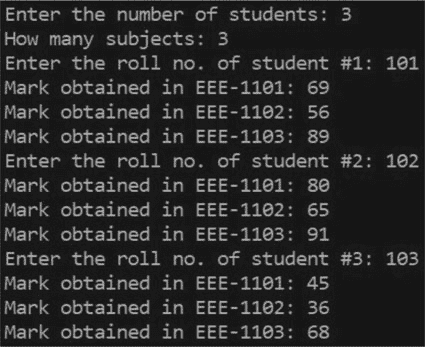 Enter the number of students: 3
How many subjects: 3
Enter the roll no. of student #1: 101
Mark obtained in EEE-1101: 69
Mark obtained in EEE-1102: 56
Mark obtained in EEE-1103: 89
Enter the roll no. of student #2: 102
Mark obtained in EEE-1101: 80
Mark obtained in EEE-1102: 65
Mark obtained in EEE-1103: 91
Enter the roll no. of student #3: 103
Mark obtained in EEE-1101: 45
Mark obtained in EEE-1102: 36
Mark obtained in EEE-1103: 68